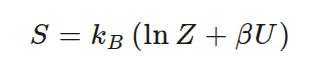 S = k_B (ln Z + βU)